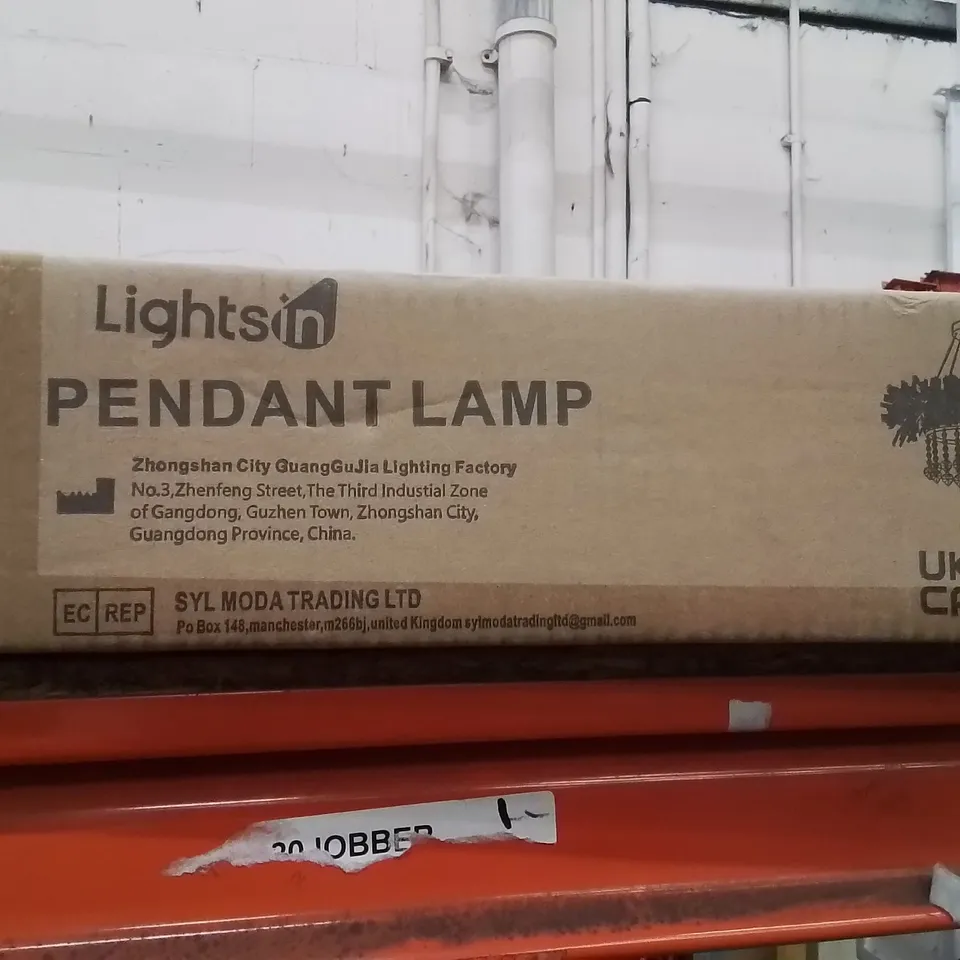 Lightsin
PENDANT LAMP
Zhongshan City GuangGuJia Lighting Factory
No.3,Zhenfeng Street,The Third Industial Zone
of Gangdong, Guzhen Town, Zhongshan City,
Guangdong Province, China.
EC REP
SYL MODA TRADING LTD
Po Box 148,manchester,m266bj,united Kingdom sylmodatradingltd@gmail.com
UK
CA
20 JOBBER